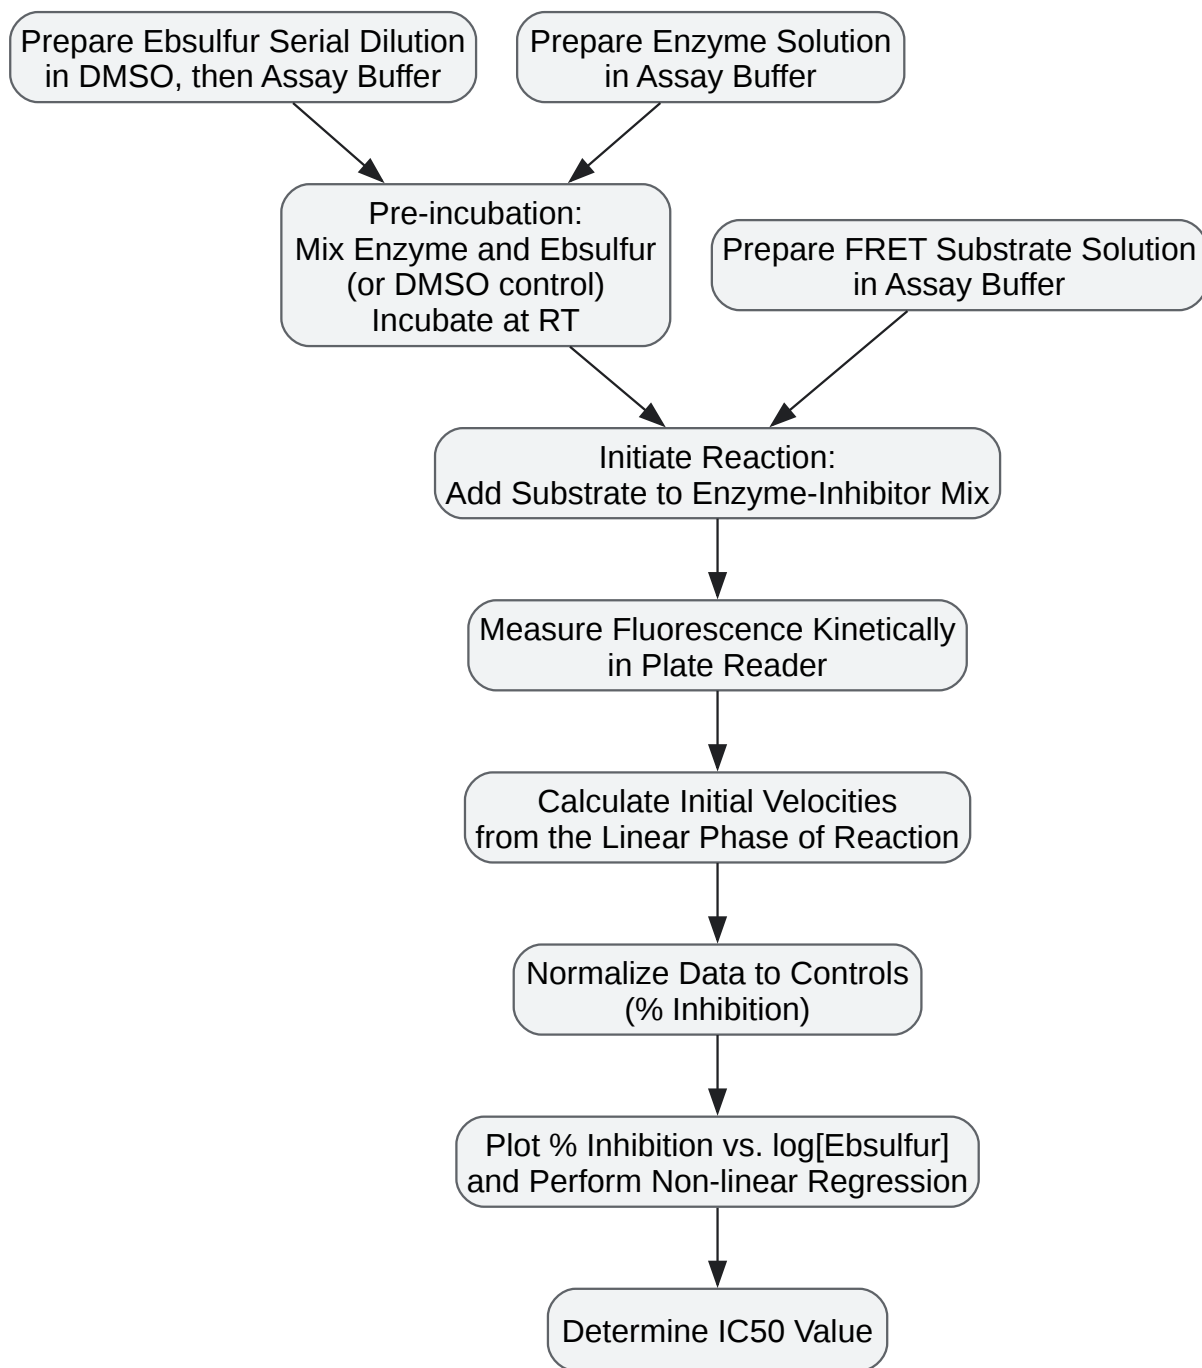 Prepare Ebsulfur Serial Dilution
in DMSO, then Assay Buffer
Prepare Enzyme Solution
in Assay Buffer
Pre-incubation:
Mix Enzyme and Ebsulfur
(or DMSO control)
Incubate at RT
Prepare FRET Substrate Solution
in Assay Buffer
Initiate Reaction:
Add Substrate to Enzyme-Inhibitor Mix
Measure Fluorescence Kinetically
in Plate Reader
Calculate Initial Velocities
from the Linear Phase of Reaction
Normalize Data to Controls
(% Inhibition)
Plot % Inhibition vs. log[Ebsulfur]
and Perform Non-linear Regression
Determine IC50 Value